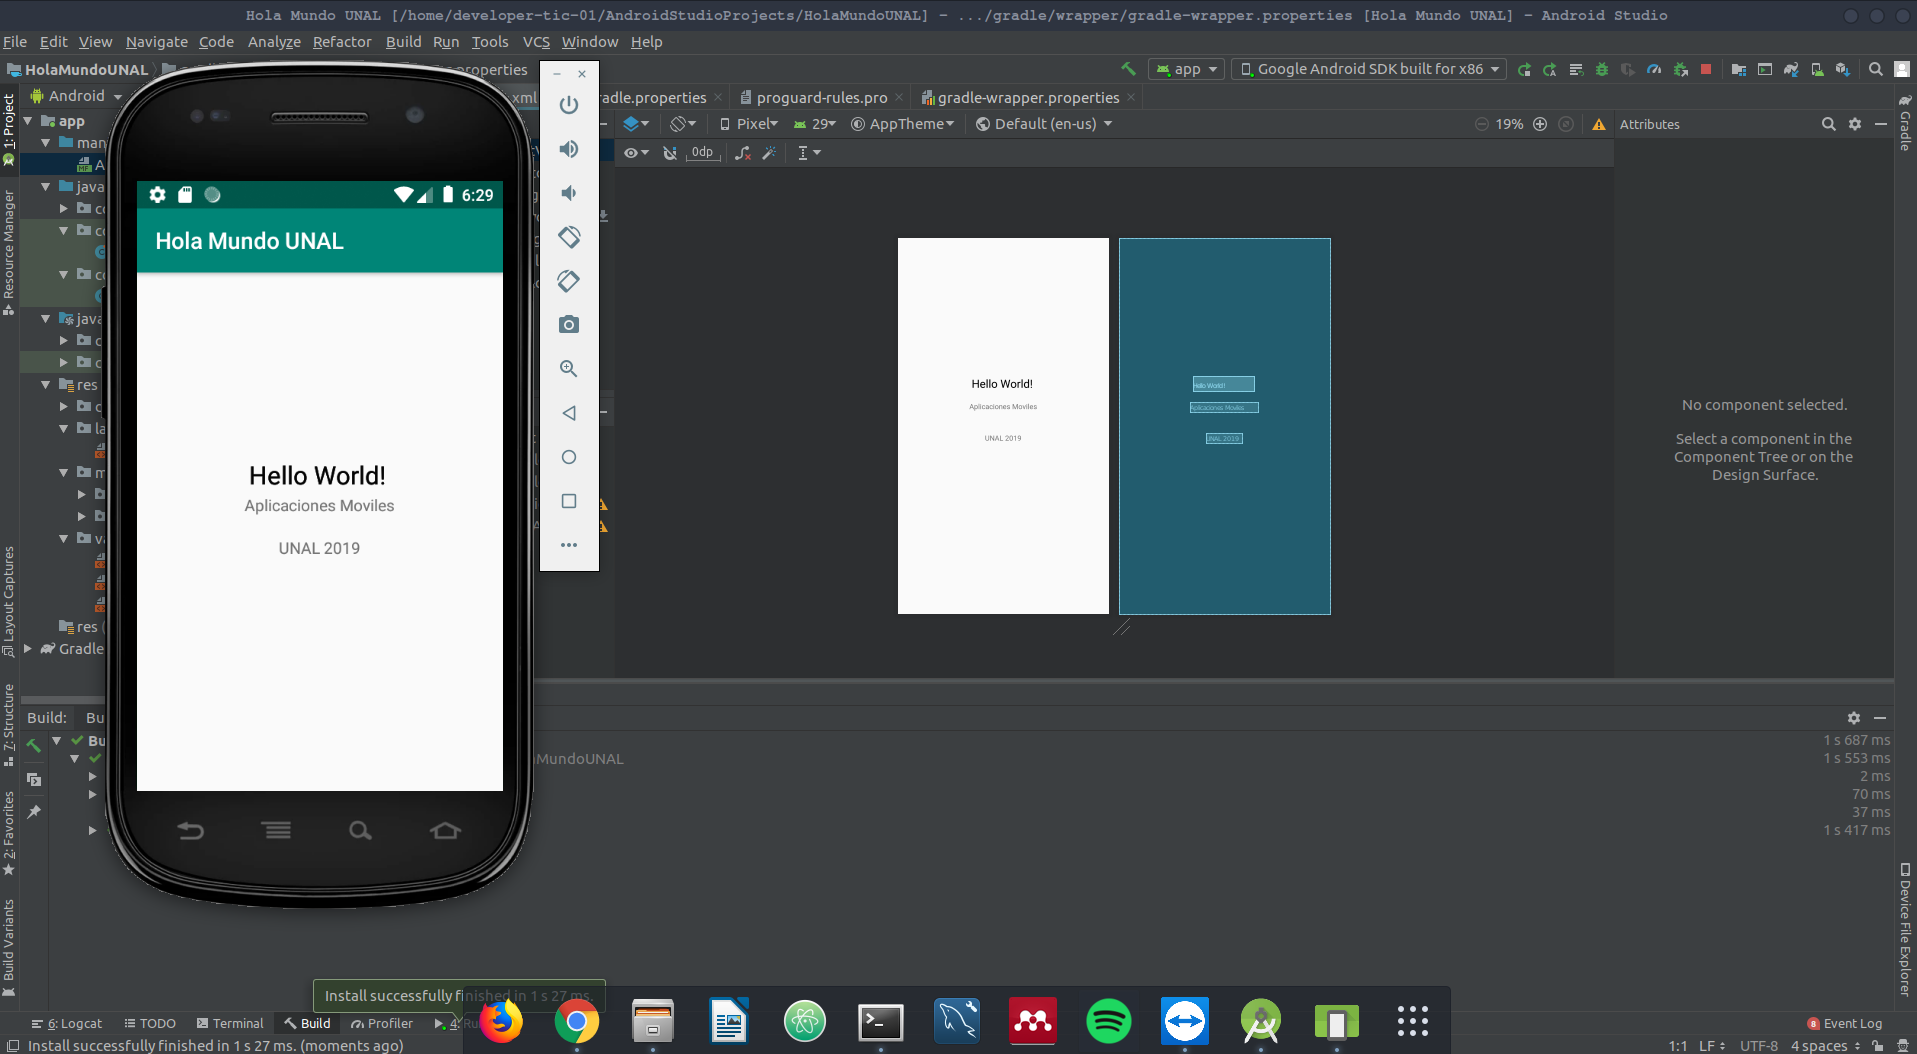 Hola Mundo UNAL [/home/developer-tic-01/AndroidStudioProjects/HolaMundoUNAL] - .../gradle/wrapper/gradle-wrapper.properties [Hola Mundo UNAL] - Android Studio
File Edit View Navigate Code Analyze Refactor Build Run Tools VCS Window Help
HolaMundoUNAL
properties
app
Google Android SDK built for x86
Android
.xml
radle.properties
proguard-rules.pro
gradle-wrapper.properties
Pixel
29
AppTheme
Default (en-us)
19%
Attributes
0dp
1: Project
Resource Manager
Layout Captures
7: Structure
2: Favorites
Build Variants
app
man
A
java
co
co
co
java
c
c
res
c
la
m
va
res (
Gradle
6:29
Hola Mundo UNAL
Hello World!
Aplicaciones Moviles
UNAL 2019
Hello World!
Aplicaciones Moviles
UNAL 2019
Hello World!
Aplicaciones Moviles
UNAL 2019
No component selected.
Select a component in the
Component Tree or on the
Design Surface.
Gradle
Device File Explorer
Build:
Bu
Bu
aMundoUNAL
1 s 687 ms
1 s 553 ms
2 ms
70 ms
37 ms
1 s 417 ms
Install successfully finished in 1 s 27 ms.
6: Logcat
TODO
Terminal
Build
Profiler
4: Ru
8 Event Log
Install successfully finished in 1 s 27 ms. (moments ago)
1:1 LF UTF-8 4 spaces